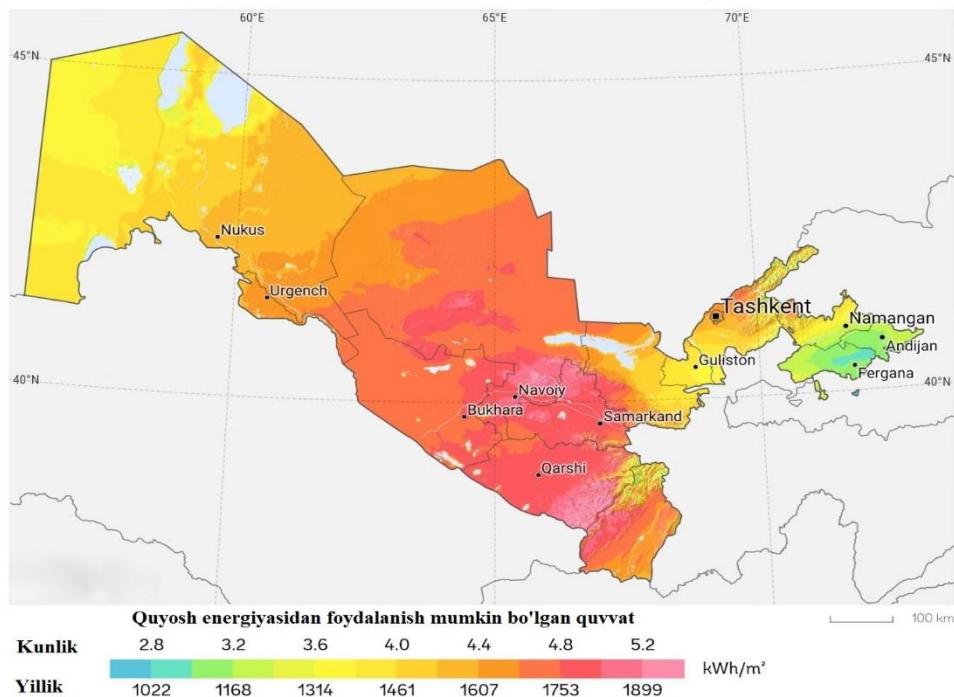 60°E 65°E 70°E
45°N 45°N
Nukus
Urgench
Tashkent
Namangan
Andijan
Guliston
Fergana
40°N 40°N
Navoiy
Bukhara
Samarkand
Qarshi
Quyosh energiyasidan foydalanish mumkin bo'lgan quvvat
100 km
Kunlik 2.8 3.2 3.6 4.0 4.4 4.8 5.2
kWh/m²
Yillik 1022 1168 1314 1461 1607 1753 1899